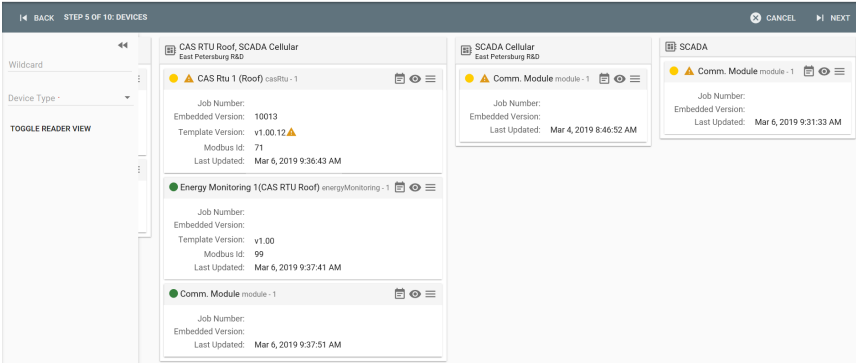 BACK STEP 5 OF 10: DEVICES CANCEL NEXT
Wildcard
Device Type *
TOGGLE READER VIEW
CAS RTU Roof, SCADA Cellular
East Petersburg R&D
CAS Rtu 1 (Roof) casRtu - 1
Job Number:
Embedded Version: 10013
Template Version: v1.00.12
Modbus Id: 71
Last Updated: Mar 6, 2019 9:36:43 AM
Energy Monitoring 1(CAS RTU Roof) energyMonitoring - 1
Job Number:
Embedded Version:
Template Version: v1.00
Modbus Id: 99
Last Updated: Mar 6, 2019 9:37:41 AM
Comm. Module module - 1
Job Number:
Embedded Version:
Last Updated: Mar 6, 2019 9:37:51 AM
SCADA Cellular
East Petersburg R&D
Comm. Module module - 1
Job Number:
Embedded Version:
Last Updated: Mar 4, 2019 8:46:52 AM
SCADA
Comm. Module module - 1
Job Number:
Embedded Version:
Last Updated: Mar 6, 2019 9:31:33 AM